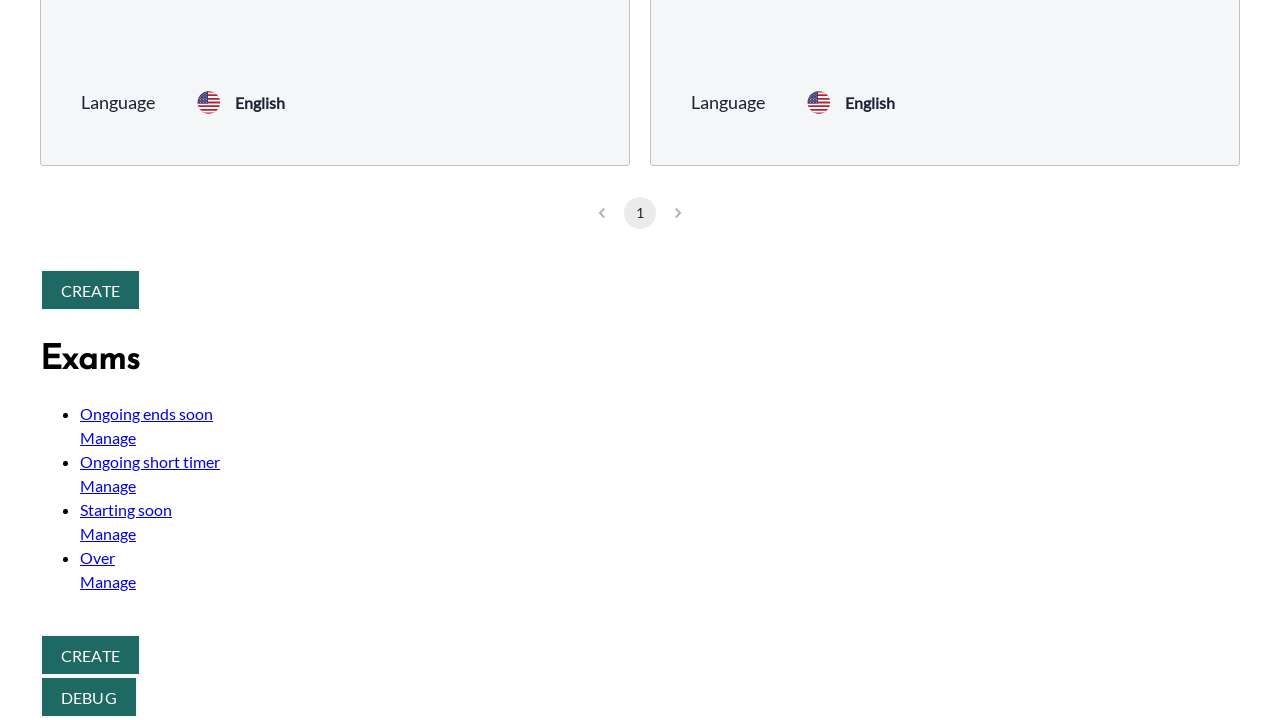 Language English Language English
1
CREATE
Exams
Ongoing ends soon
Manage
Ongoing short timer
Manage
Starting soon
Manage
Over
Manage
CREATE
DEBUG